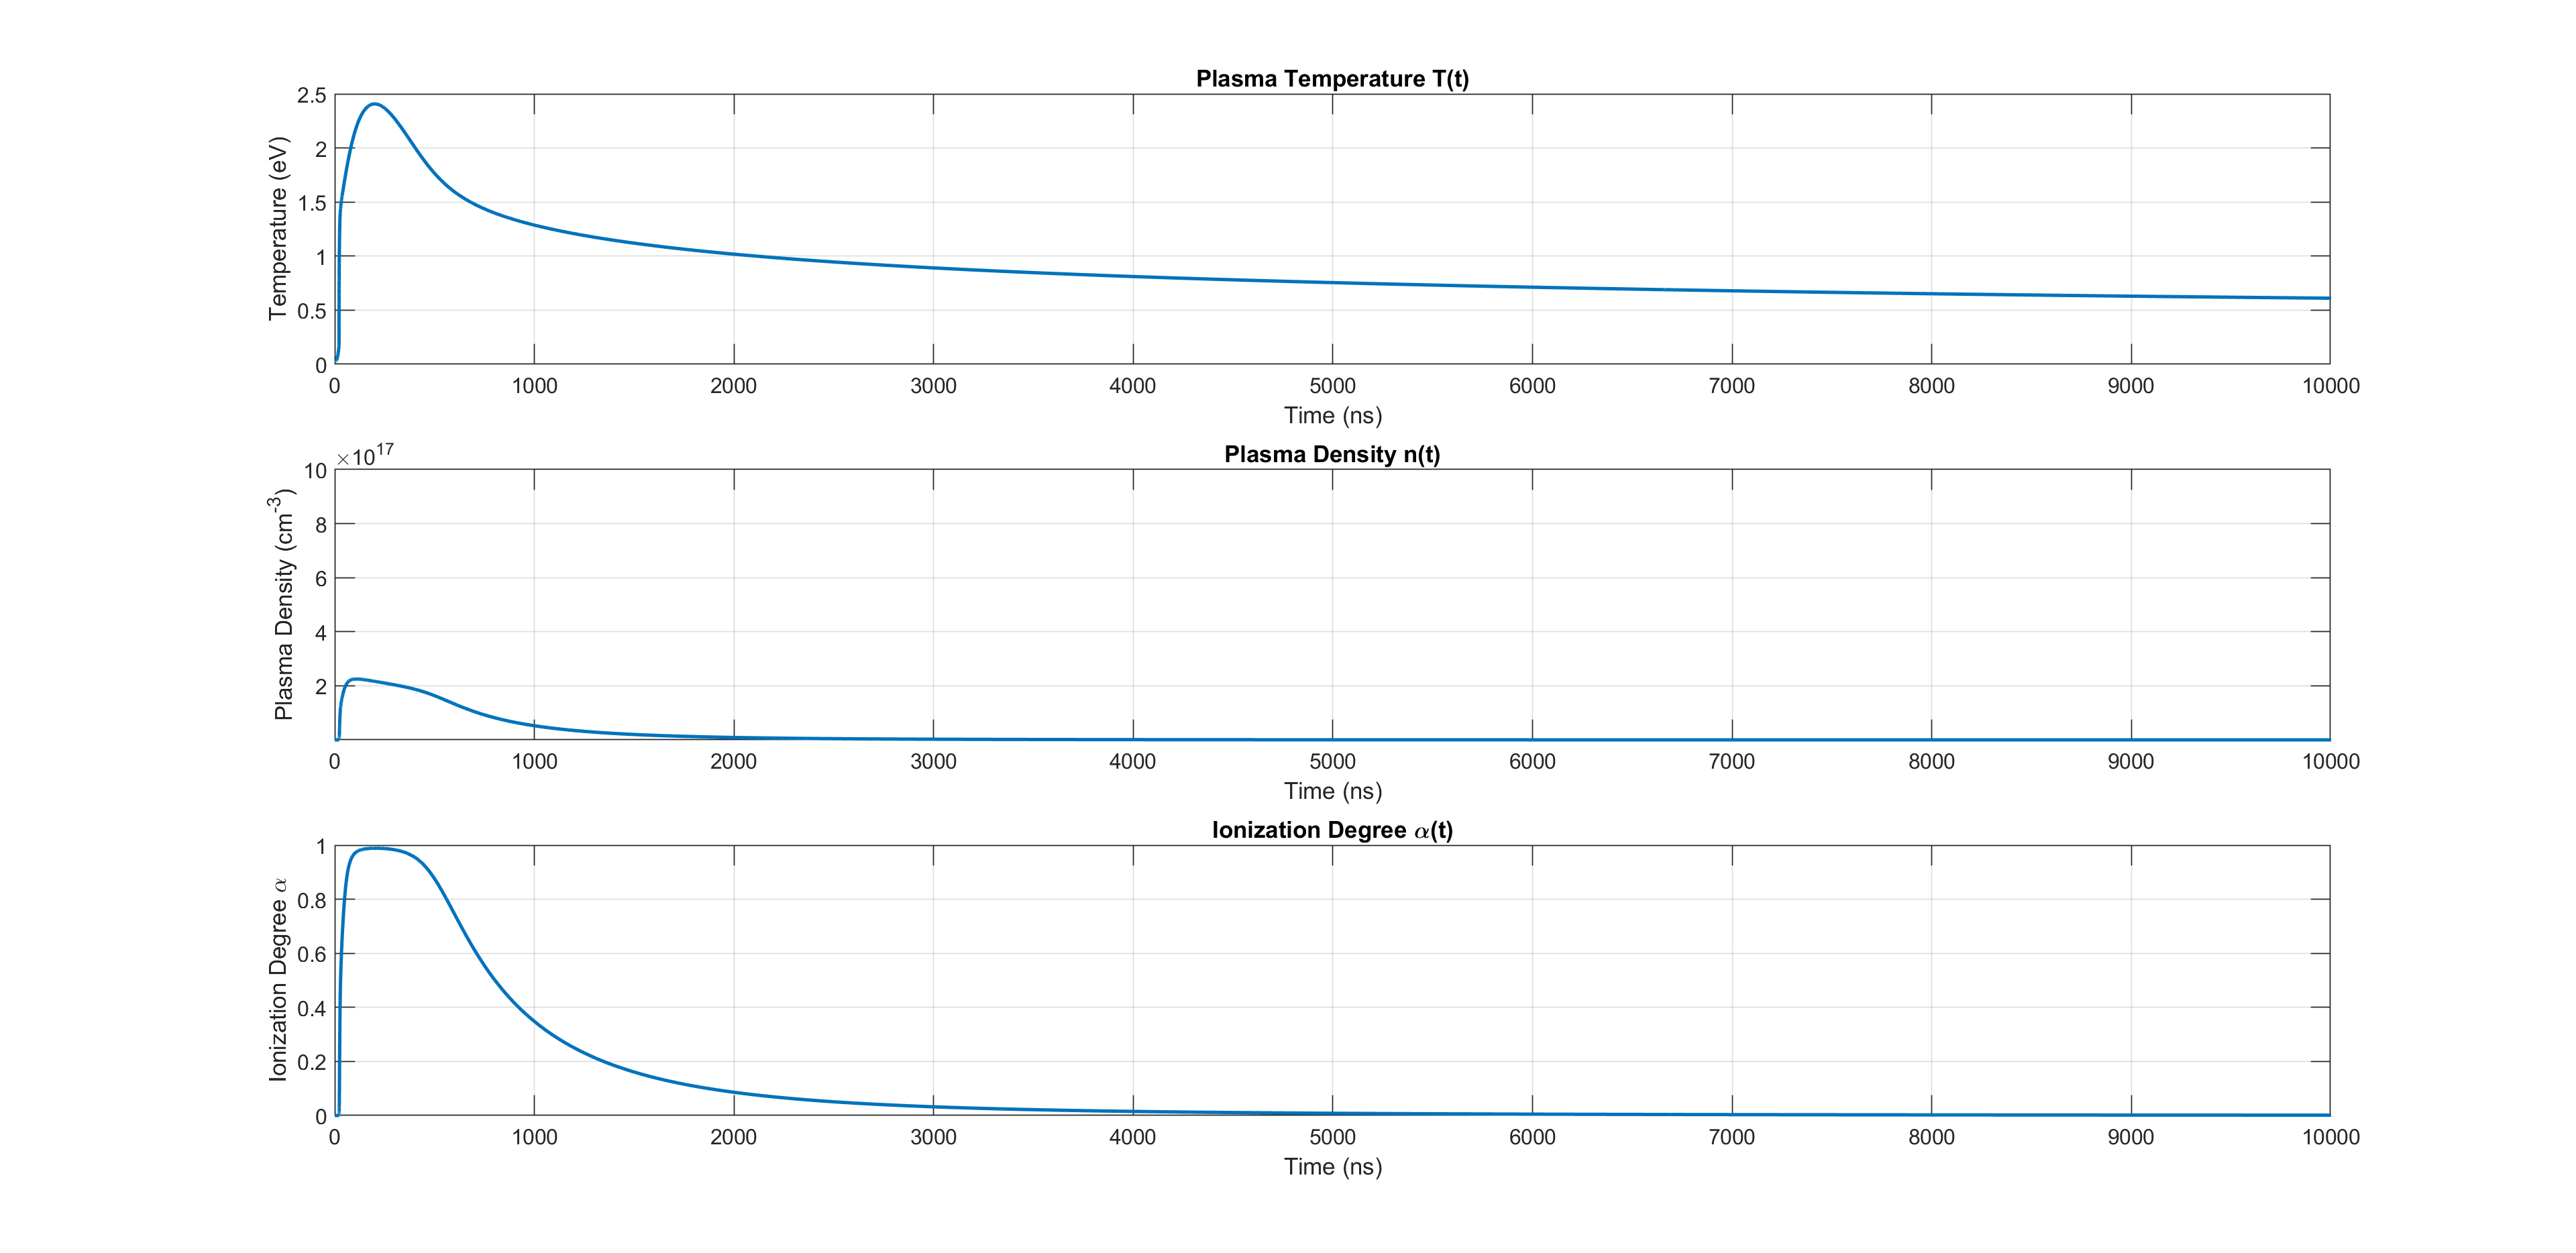 Plasma Temperature T(t)
Temperature (eV)
2.5
2
1.5
1
0.5
0
0 1000 2000 3000 4000 5000 6000 7000 8000 9000 10000
Time (ns)
×10^17
Plasma Density n(t)
Plasma Density (cm^-3)
10
8
6
4
2
0 1000 2000 3000 4000 5000 6000 7000 8000 9000 10000
Time (ns)
Ionization Degree α(t)
Ionization Degree α
1
0.8
0.6
0.4
0.2
0
0 1000 2000 3000 4000 5000 6000 7000 8000 9000 10000
Time (ns)